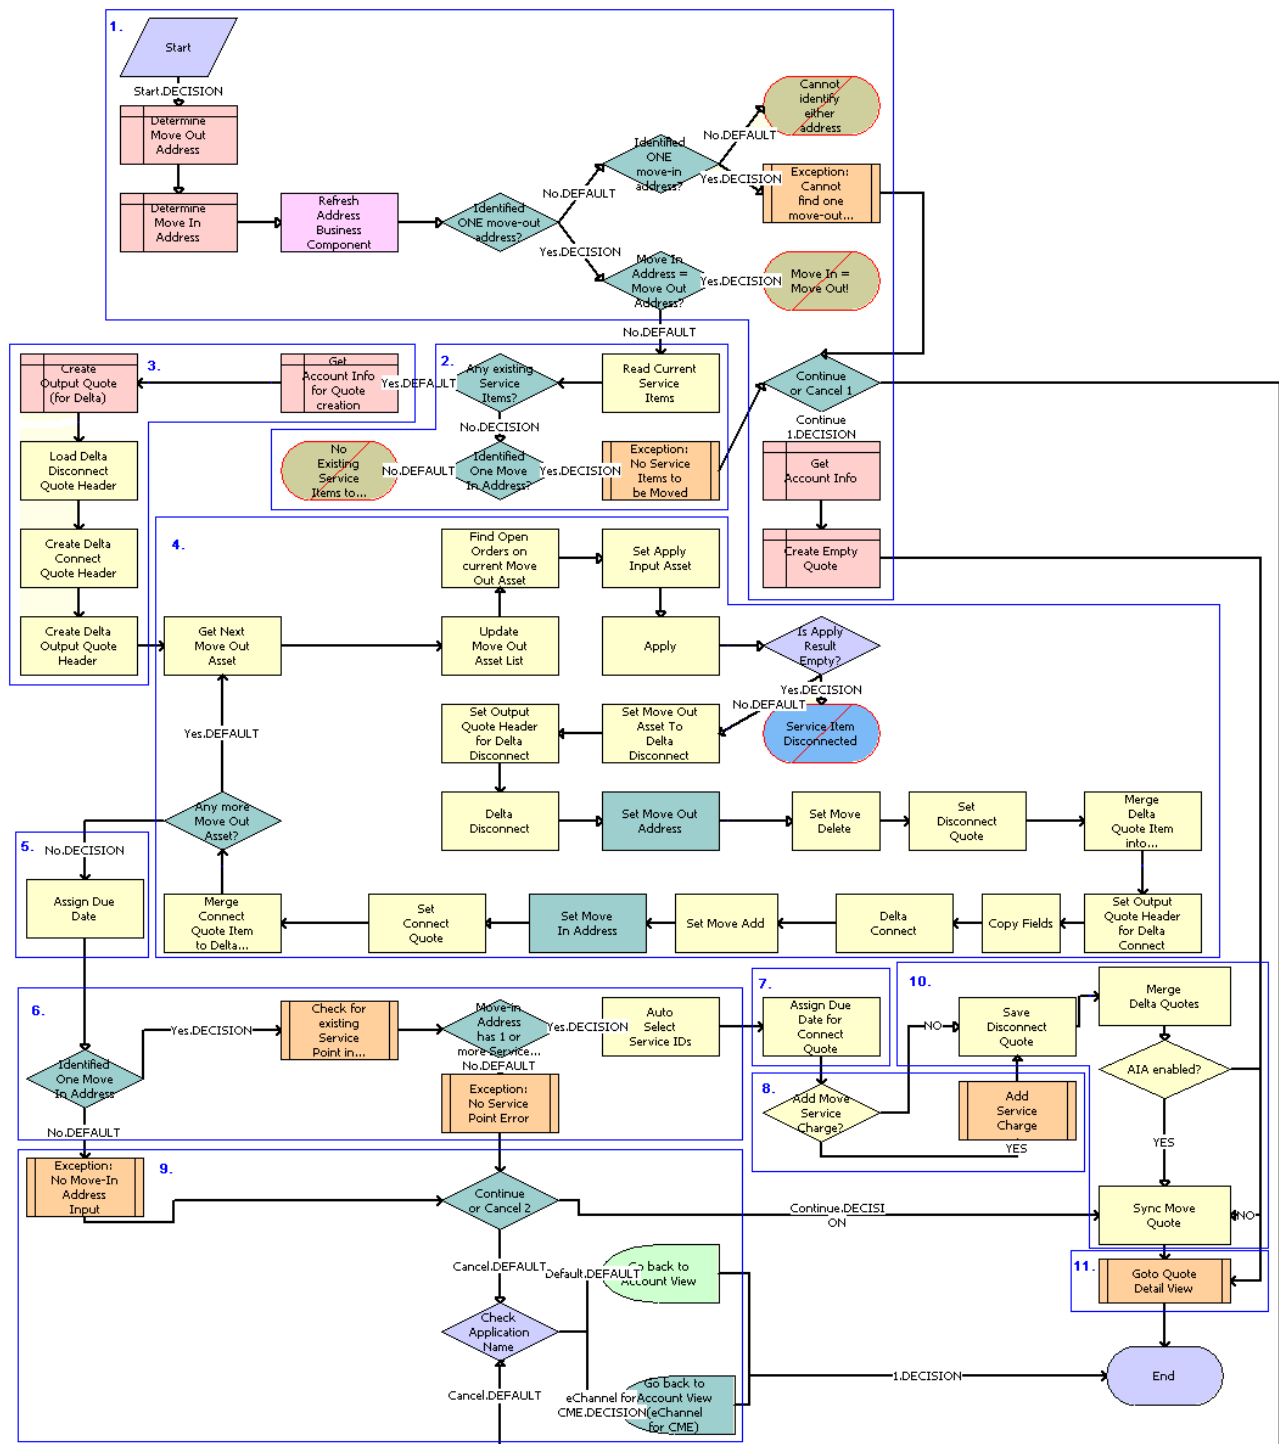 1.
Start
Start.DECISION
Determine
Move Out
Address
Determine
Move In
Address
Refresh
Address
Business
Component
Identified
ONE move-out
address?
No.DEFAULT
Yes.DECISION
Identified
ONE
move-in
address?
No.DEFAULT
Yes.DECISION
Cannot
identify
either
address
Exception:
Cannot
find one
move-out...
Move In
Address =
Move Out
Address?
Yes.DECISION
Move In =
Move Out!
No.DEFAULT
2.
Read Current
Service
Items
Any existing
Service
Items?
Yes.DEFAULT
No.DECISION
Identified
One Move
In Address?
No.DEFAULT
Yes.DECISION
No
Existing
Service
Items to...
Exception:
No Service
Items to
be Moved
Continue
or Cancel 1
Continue
1.DECISION
Get
Account Info
Create Empty
Quote
3.
Get
Account Info
for Quote
creation
Create
Output Quote
(for Delta)
Load Delta
Disconnect
Quote Header
Create Delta
Connect
Quote Header
Create Delta
Output Quote
Header
4.
Get Next
Move Out
Asset
Update
Move Out
Asset List
Find Open
Orders on
current Move
Out Asset
Set Apply
Input Asset
Apply
Is Apply
Result
Empty?
Yes.DECISION
No.DEFAULT
Service Item
Disconnected
Set Move Out
Asset To
Delta
Disconnect
Set Output
Quote Header
for Delta
Disconnect
Delta
Disconnect
Set Move Out
Address
Set Move
Delete
Set
Disconnect
Quote
Merge
Delta
Quote Item
into...
Set Output
Quote Header
for Delta
Connect
Copy Fields
Delta
Connect
Set Move Add
Set Move
In Address
Set
Connect
Quote
Merge
Connect
Quote Item
to Delta...
Any more
Move Out
Asset?
Yes.DEFAULT
No.DECISION
5.
Assign Due
Date
6.
Identified
One Move
In Address
Yes.DECISION
No.DEFAULT
Check for
existing
Service
Point in...
Move-in
Address
has 1 or
more Service...
Yes.DECISION
No.DEFAULT
Auto
Select
Service IDs
Exception:
No Service
Point Error
7.
Assign Due
Date for
Connect
Quote
8.
Add Move
Service
Charge?
NO
YES
Add
Service
Charge
10.
Save
Disconnect
Quote
Merge
Delta Quotes
AIA enabled?
YES
NO
Sync Move
Quote
9.
Exception:
No Move-In
Address
Input
Continue
or Cancel 2
Continue.DECISI
ON
Cancel.DEFAULT
Check
Application
Name
Default.DEFAULT
Go back to
Account View
eChannel for
CME.DECISION
Go back to
Account View
(eChannel
for CME)
Cancel.DEFAULT
11.
Goto Quote
Detail View
1.DECISION
End